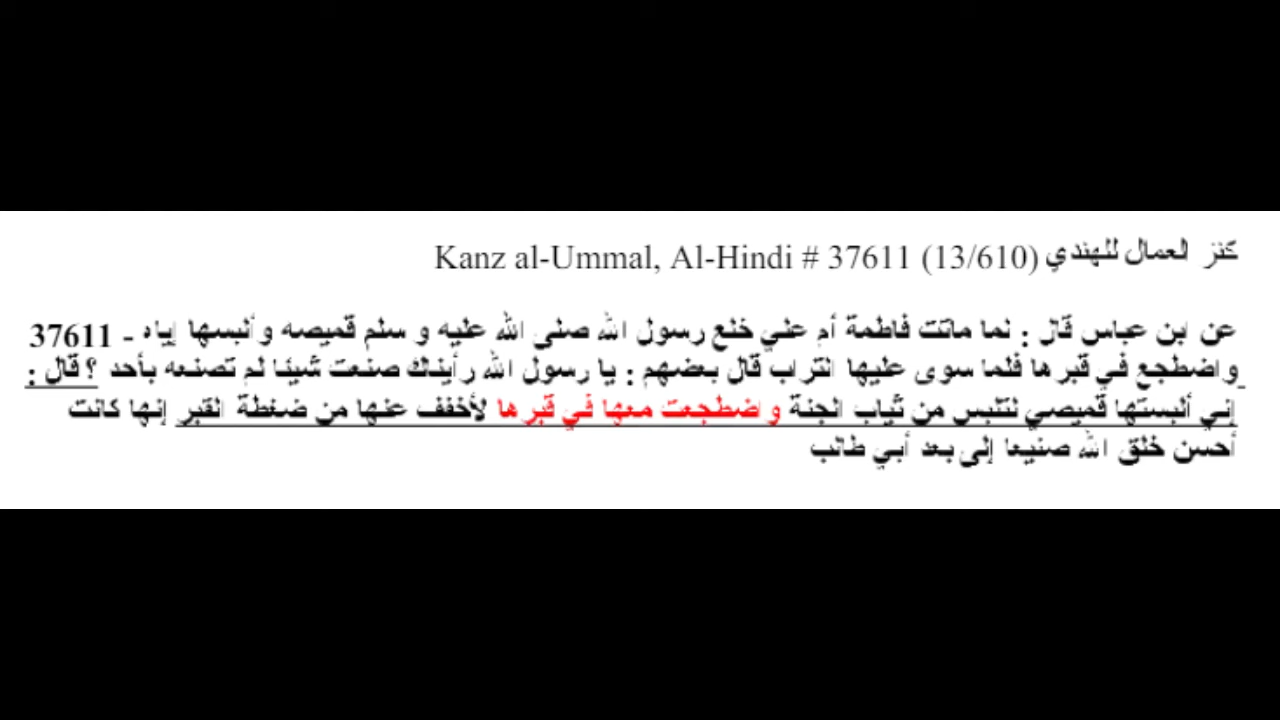 كنز العمال للهندي Kanz al-Ummal, Al-Hindi # 37611 (13/610)
37611 - عن ابن عباس قال : لما ماتت فاطمة أم علي خلع رسول الله صلى الله عليه و سلم قميصه وألبسها إياه
واضطجع في قبرها فلما سوى عليها التراب قال بعضهم : يا رسول الله رأيناك صنعت شيئا لم تصنعه بأحد ؟ قال :
إني ألبستها قميصي لتلبس من ثياب الجنة و اضطجعت معها في قبرها لأخفف عنها من ضغطة القبر إنها كانت
أحسن خلق الله صنيعا إلى بعد أبي طالب